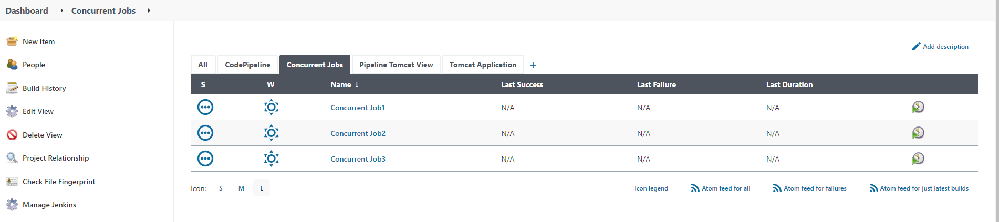 Dashboard Concurrent Jobs
New Item
People
Build History
Edit View
Delete View
Project Relationship
Check File Fingerprint
Manage Jenkins
Add description
All CodePipeline Concurrent Jobs Pipeline Tomcat View Tomcat Application +
S W Name ↓ Last Success Last Failure Last Duration
Concurrent Job1 N/A N/A N/A
Concurrent Job2 N/A N/A N/A
Concurrent Job3 N/A N/A N/A
Icon: S M L Icon legend Atom feed for all Atom feed for failures Atom feed for just latest builds